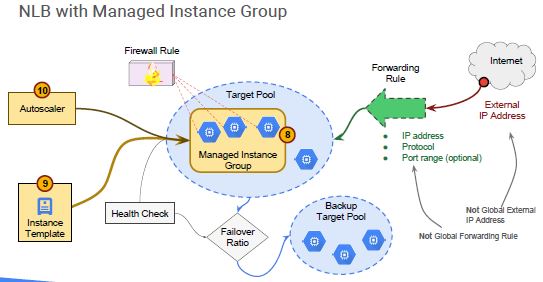 NLB with Managed Instance Group
Firewall Rule
Internet
Forwarding
Rule
10
Autoscaler
Target Pool
External
IP Address
8
Managed Instance
Group
• IP address
• Protocol
• Port range (optional)
9
Instance
Template
Health Check
Failover
Ratio
Backup
Target Pool
Not Global External
IP Address
Not Global Forwarding Rule